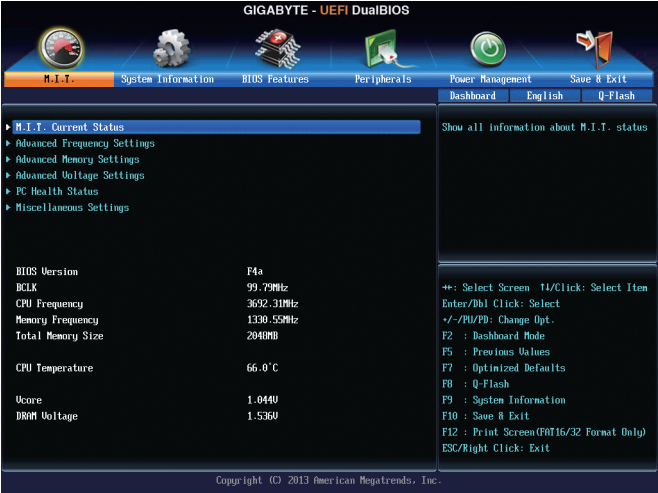 GIGABYTE - UEFI DualBIOS
M.I.T. System Information BIOS Features Peripherals Power Management Save & Exit
Dashboard English Q-Flash
M.I.T. Current Status
Advanced Frequency Settings
Advanced Memory Settings
Advanced Voltage Settings
PC Health Status
Miscellaneous Settings
Show all information about M.I.T. status
BIOS Version F4a
BCLK 99.79MHz
CPU Frequency 3692.31MHz
Memory Frequency 1330.55MHz
Total Memory Size 2048MB
CPU Temperature 66.0°C
Vcore 1.044V
DRAM Voltage 1.536V
→←: Select Screen ↑↓/Click: Select Item
Enter/Dbl Click: Select
+/-/PU/PD: Change Opt.
F2 : Dashboard Mode
F5 : Previous Values
F7 : Optimized Defaults
F8 : Q-Flash
F9 : System Information
F10 : Save & Exit
F12 : Print Screen(FAT16/32 Format Only)
ESC/Right Click: Exit
Copyright (C) 2013 American Megatrends, Inc.